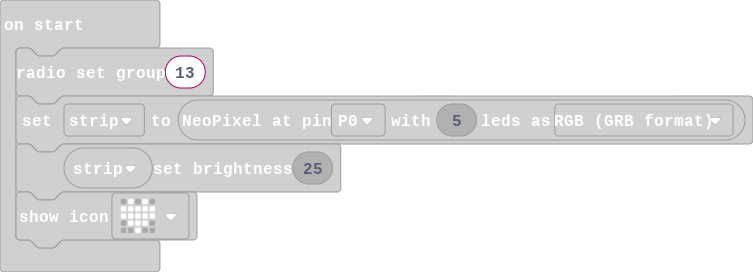 on start
radio set group 13
set strip to NeoPixel at pin P0 with 5 leds as RGB (GRB format)
strip set brightness 25
show icon